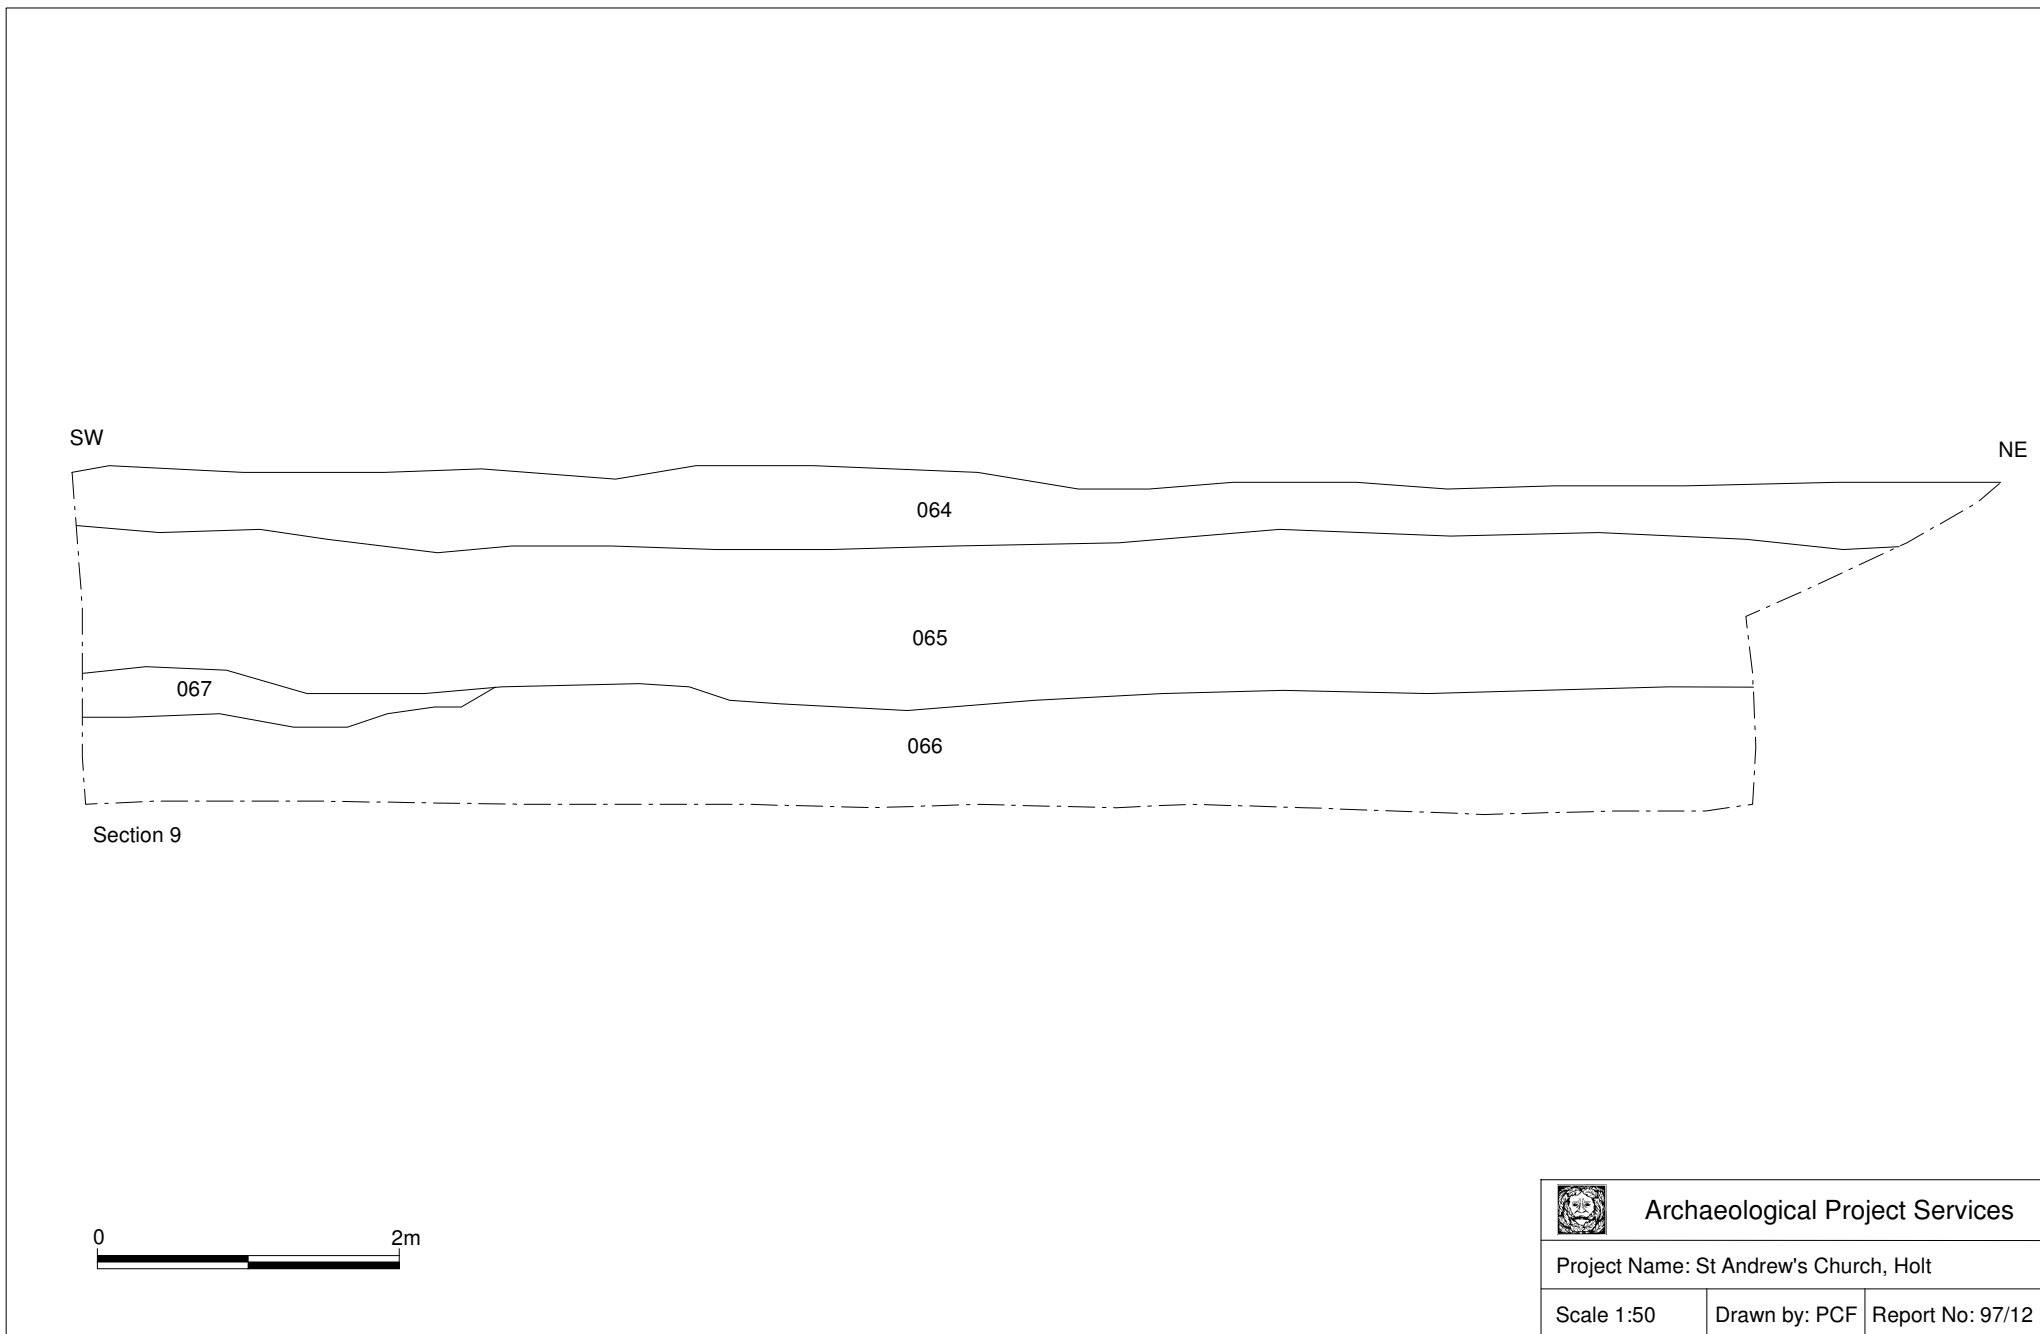 SW
NE
064
065
067
066
Section 9
0 2m
Archaeological Project Services
Project Name: St Andrew's Church, Holt
Scale 1:50 Drawn by: PCF Report No: 97/12